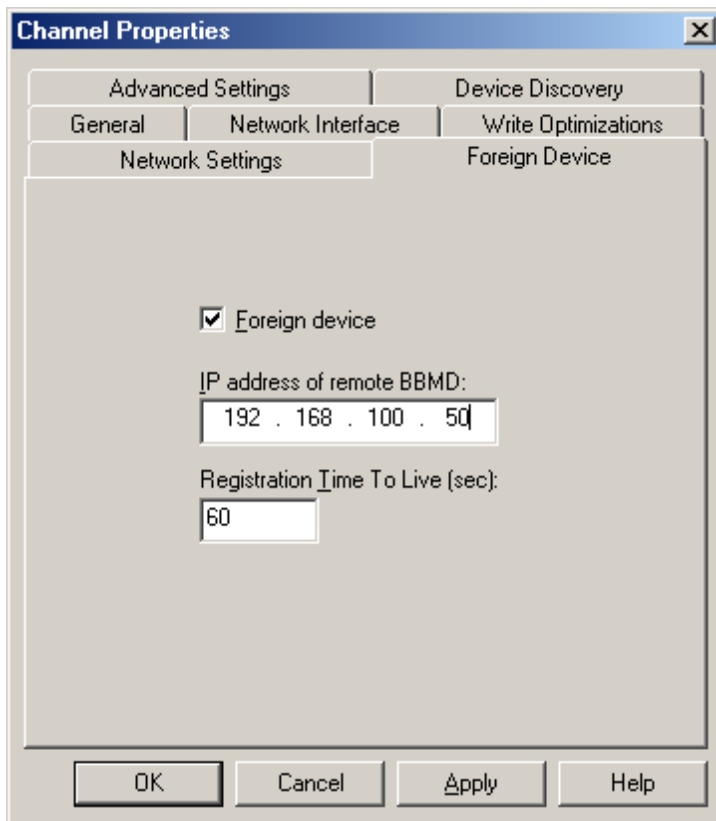 Channel Properties
Advanced Settings Device Discovery
General Network Interface Write Optimizations
Network Settings Foreign Device
Foreign device
IP address of remote BBMD:
192 . 168 . 100 . 50
Registration Time To Live (sec):
60
OK Cancel Apply Help